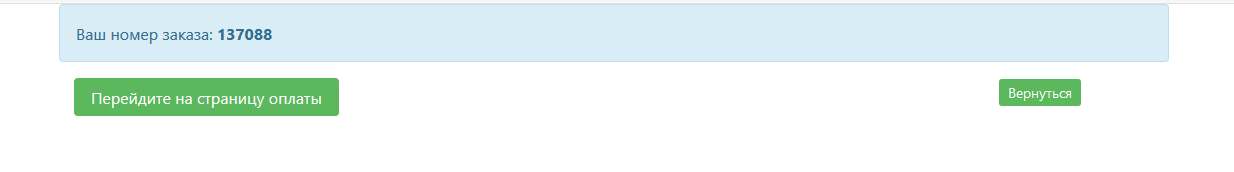 Ваш номер заказа: 137088
Перейдите на страницу оплаты
Вернуться